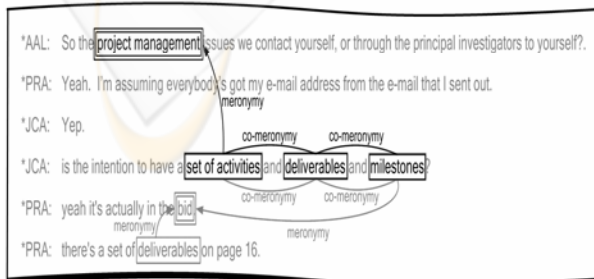 *AAL: So the project management issues we contact yourself, or through the principal investigators to yourself?.
*PRA: Yeah. I'm assuming everybody's got my e-mail address from the e-mail that I sent out.
meronymy
*JCA: Yep.
co-meronymy co-meronymy
*JCA: is the intention to have a set of activities and deliverables and milestones?
co-meronymy co-meronymy
*PRA: yeah it's actually in the bid.
meronymy meronymy
*PRA: there's a set of deliverables on page 16.